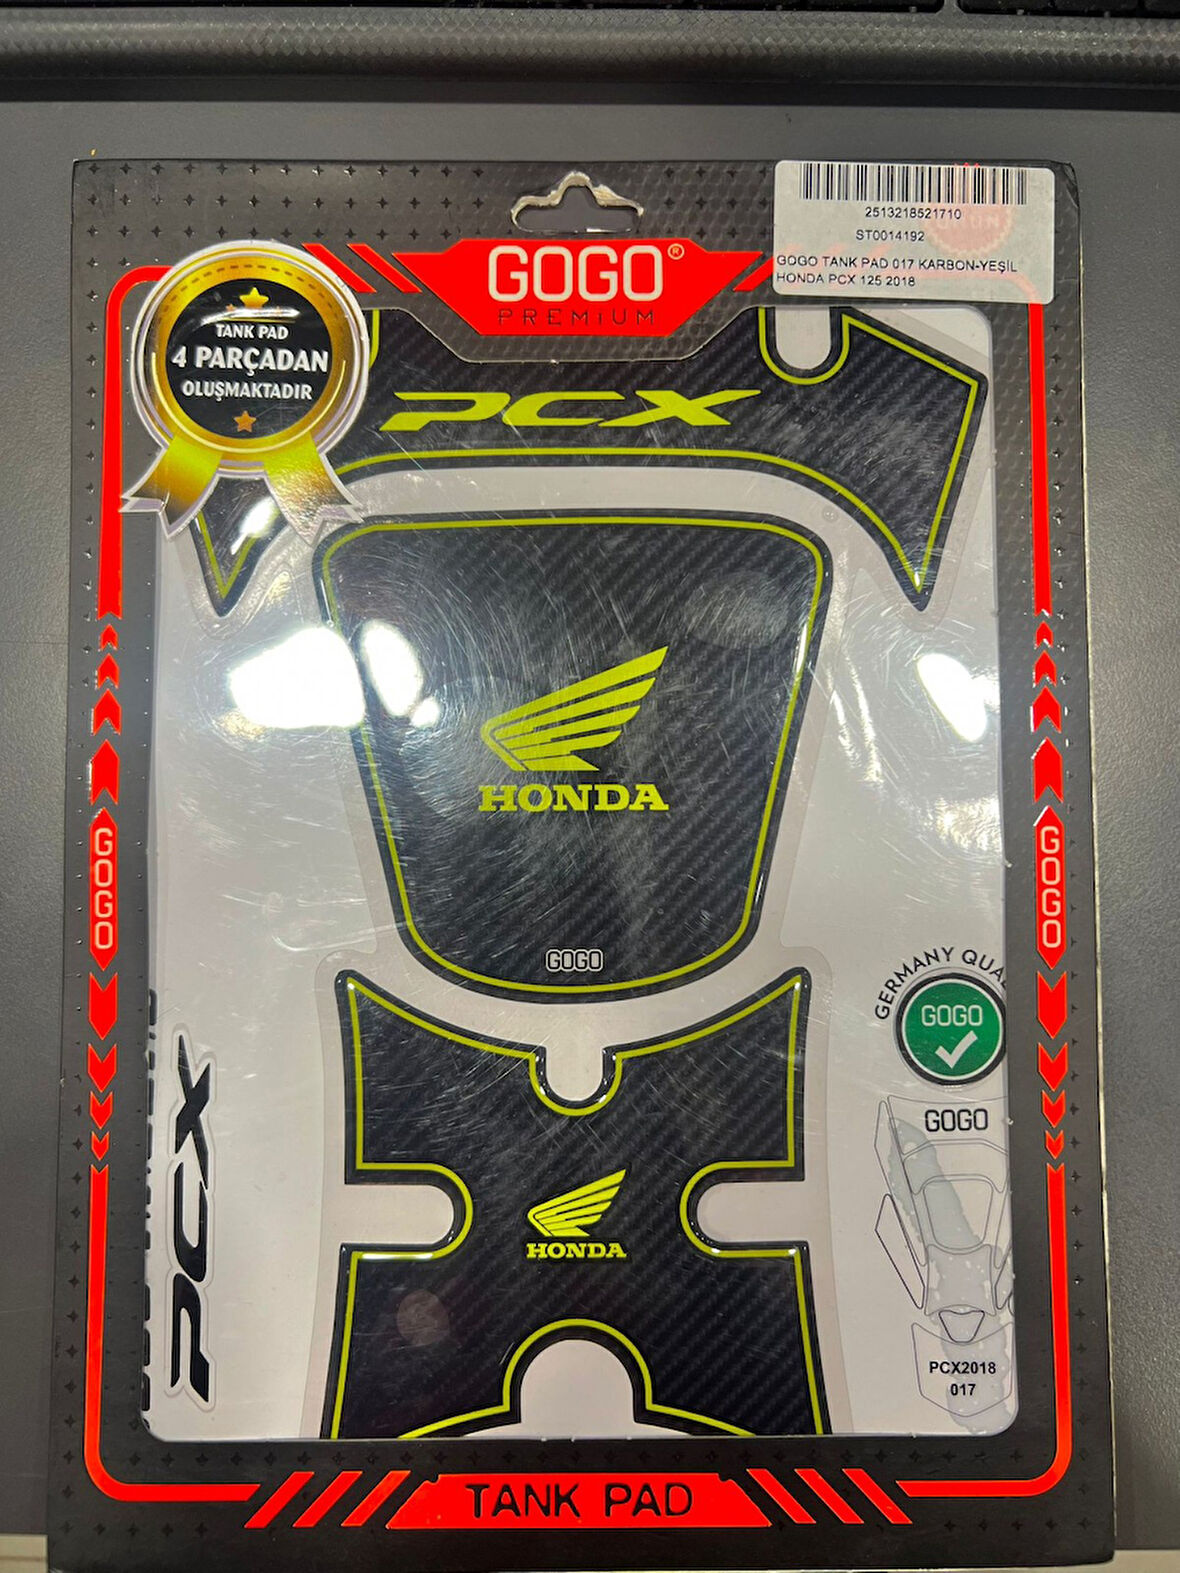 2513218521710
ST0014192
GOGO TANK PAD 017 KARBON-YEŞİL
HONDA PCX 125 2018
GOGO®
PREMiUM
TANK PAD
4 PARÇADAN
OLUŞMAKTADIR
PCX
HONDA
GOGO
GOGO
GOGO
GERMANY QUA
GOGO
GOGO
PCX
HONDA
PCX2018
017
TANK PAD